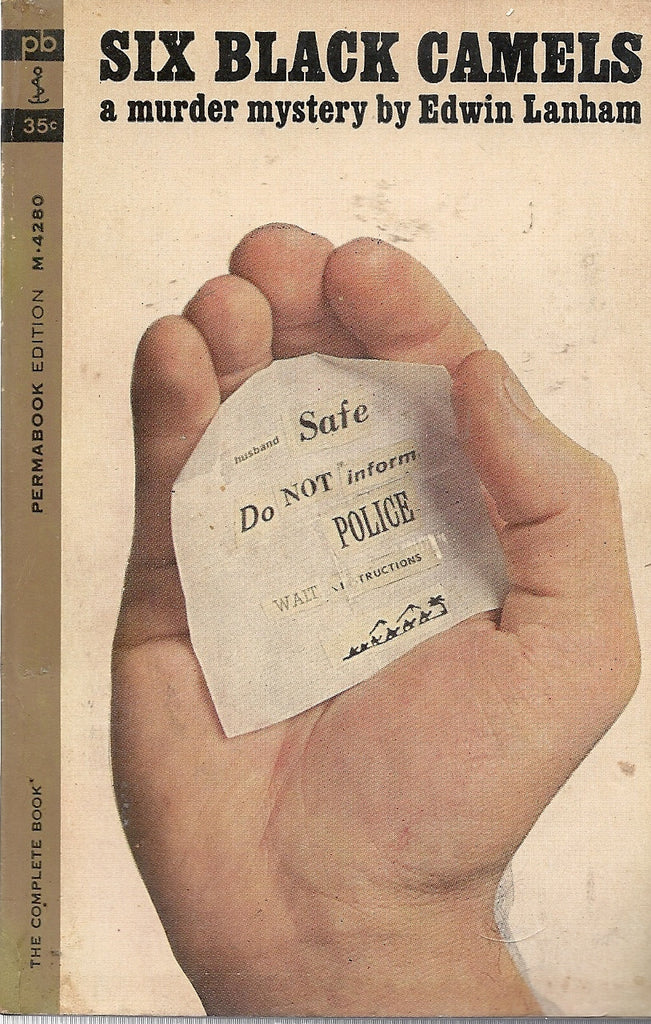 pb
35c
PERMABOOK EDITION M-4280
THE COMPLETE BOOK
SIX BLACK CAMELS
a murder mystery by Edwin Lanham
husband Safe
Do NOT inform
POLICE
WAIT STRUCTIONS